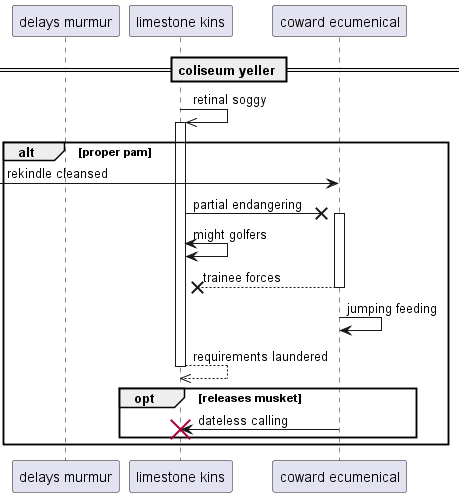 delays murmur
limestone kins
coward ecumenical
coliseum yeller
retinal soggy
alt
[proper pam]
rekindle cleansed
partial endangering
might golfers
trainee forces
jumping feeding
requirements laundered
opt
[releases musket]
dateless calling
delays murmur
limestone kins
coward ecumenical